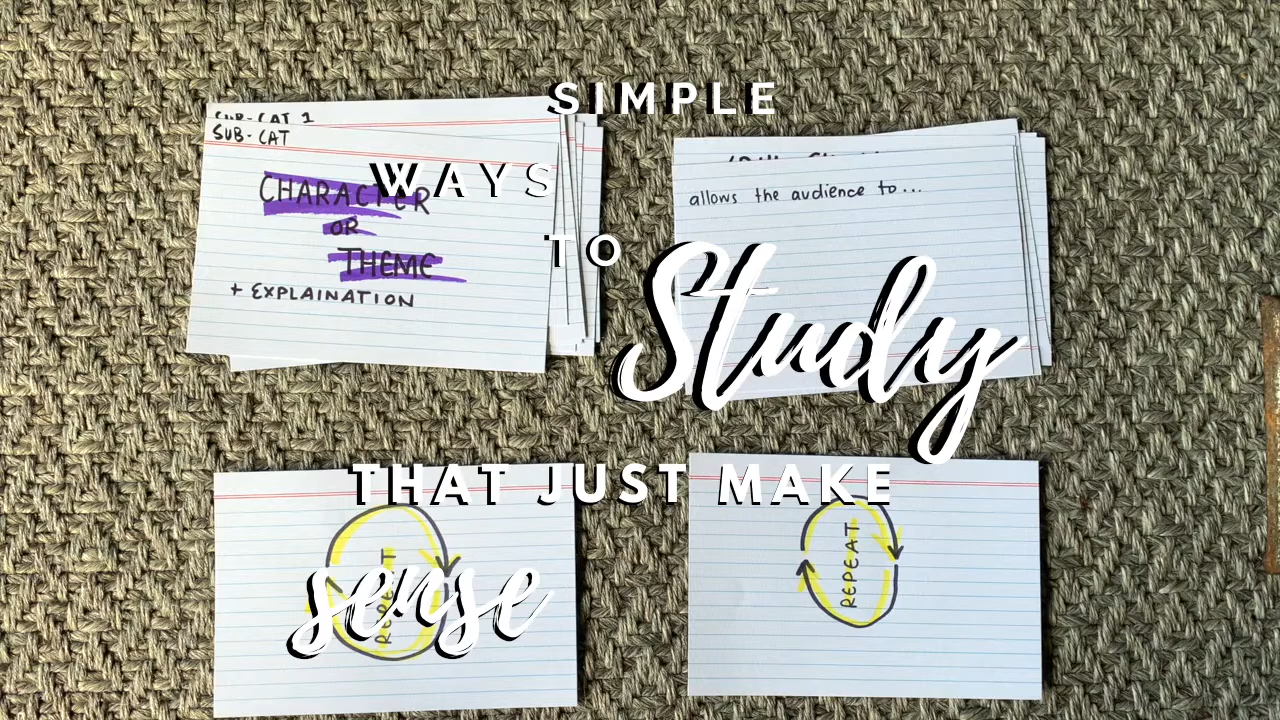 SIMPLE
WAYS
TO
Study
THAT JUST MAKE
sense
SUB-CAT 1
SUB-CAT
CHARACTER
OR
THEME
+ EXPLAINATION
allows the audience to...
REPEAT
REPEAT